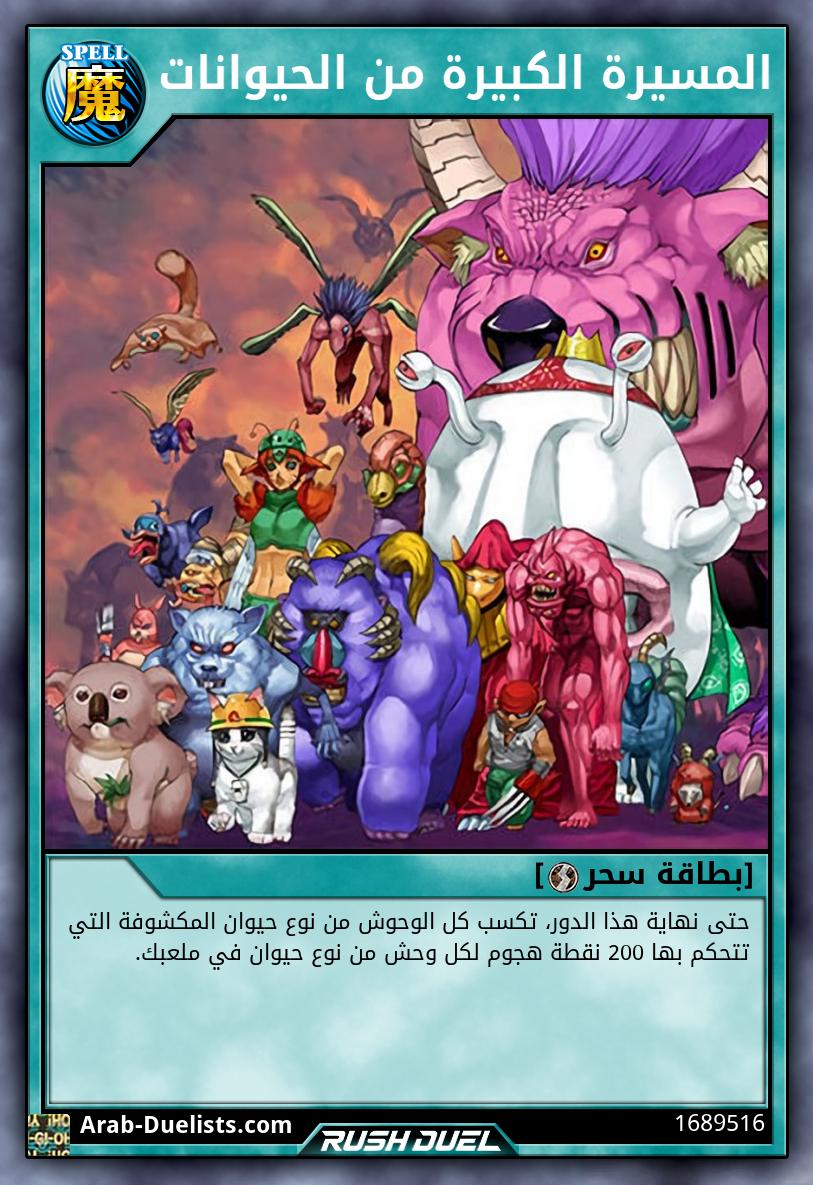 SPELL
魔
المسيرة الكبيرة من الحيوانات
[بطاقة سحر]
حتى نهاية هذا الدور، تكسب كل الوحوش من نوع حيوان المكشوفة التي
تتحكم بها 200 نقطة هجوم لكل وحش من نوع حيوان في ملعبك.
Arab-Duelists.com
RUSH DUEL
1689516